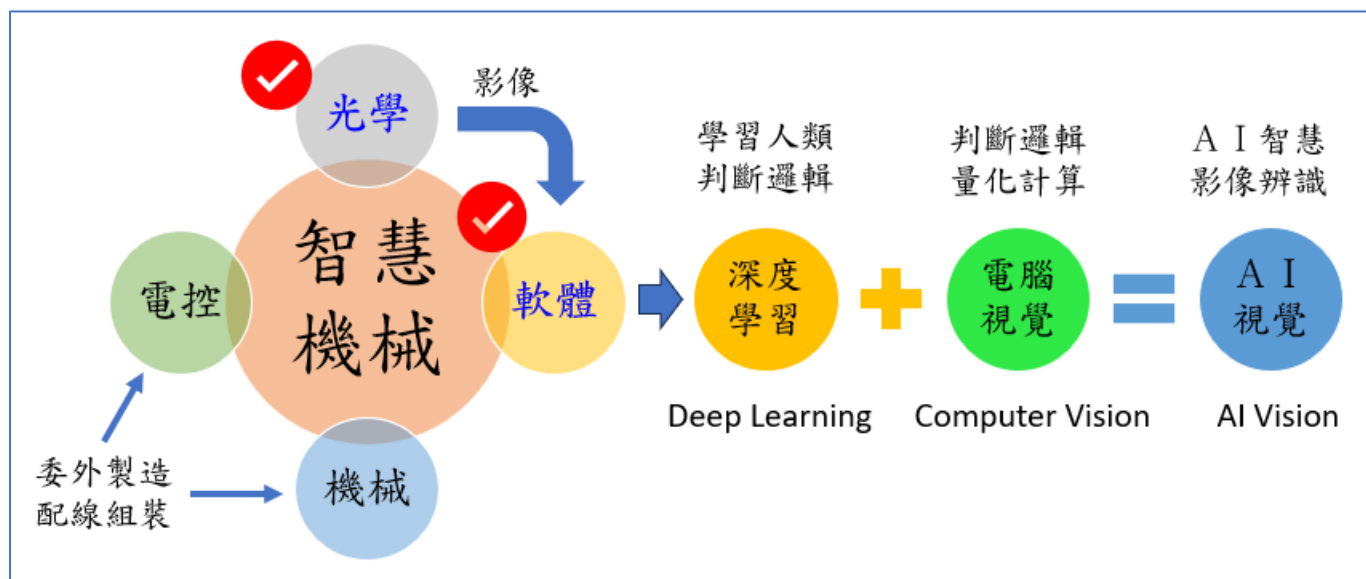 光學
影像
智慧
機械
電控
軟體
機械
委外製造
配線組裝
學習人類
判斷邏輯
深度
學習
Deep Learning
判斷邏輯
量化計算
電腦
視覺
Computer Vision
ＡＩ智慧
影像辨識
ＡＩ
視覺
AI Vision